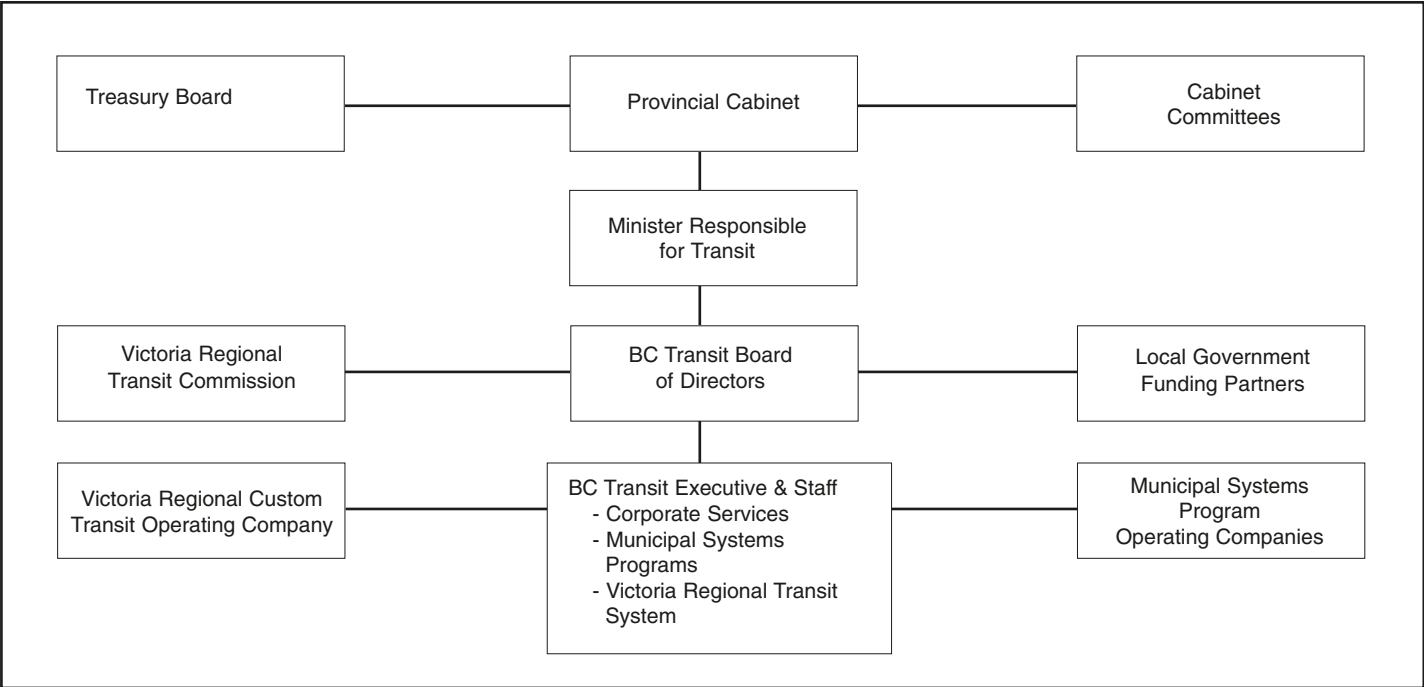 Treasury Board
Provincial Cabinet
Cabinet
Committees
Minister Responsible
for Transit
Victoria Regional
Transit Commission
BC Transit Board
of Directors
Local Government
Funding Partners
Victoria Regional Custom
Transit Operating Company
BC Transit Executive & Staff
- Corporate Services
- Municipal Systems
Programs
- Victoria Regional Transit
System
Municipal Systems
Program
Operating Companies